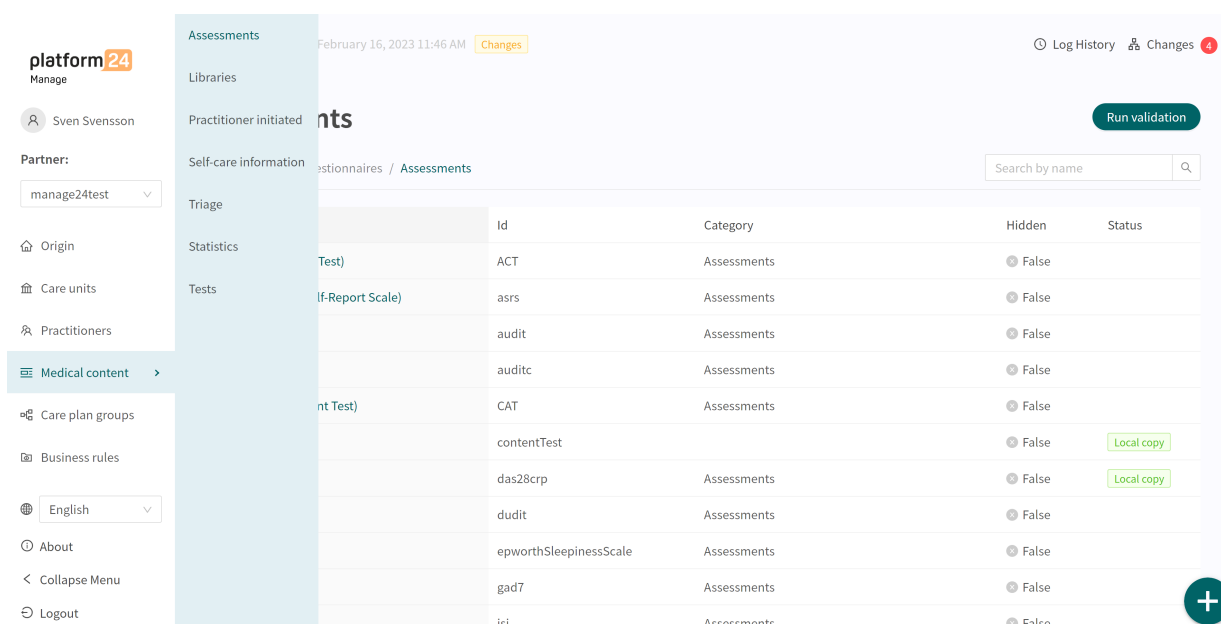 platform24
Manage
Sven Svensson
Partner:
manage24test
Origin
Care units
Practitioners
Medical content
Care plan groups
Business rules
English
About
Collapse Menu
Logout
Assessments
Libraries
Practitioner initiated
Self-care information
Triage
Statistics
Tests
February 16, 2023 11:46 AM Changes
Log History Changes 4
nts
Run validation
estionnaires / Assessments
Search by name
Id Category Hidden Status
Test) ACT Assessments False
lf-Report Scale) asrs Assessments False
audit Assessments False
auditc Assessments False
nt Test) CAT Assessments False
contentTest False Local copy
das28crp Assessments False Local copy
dudit Assessments False
epworthSleepinessScale Assessments False
gad7 Assessments False
isi Assessments False